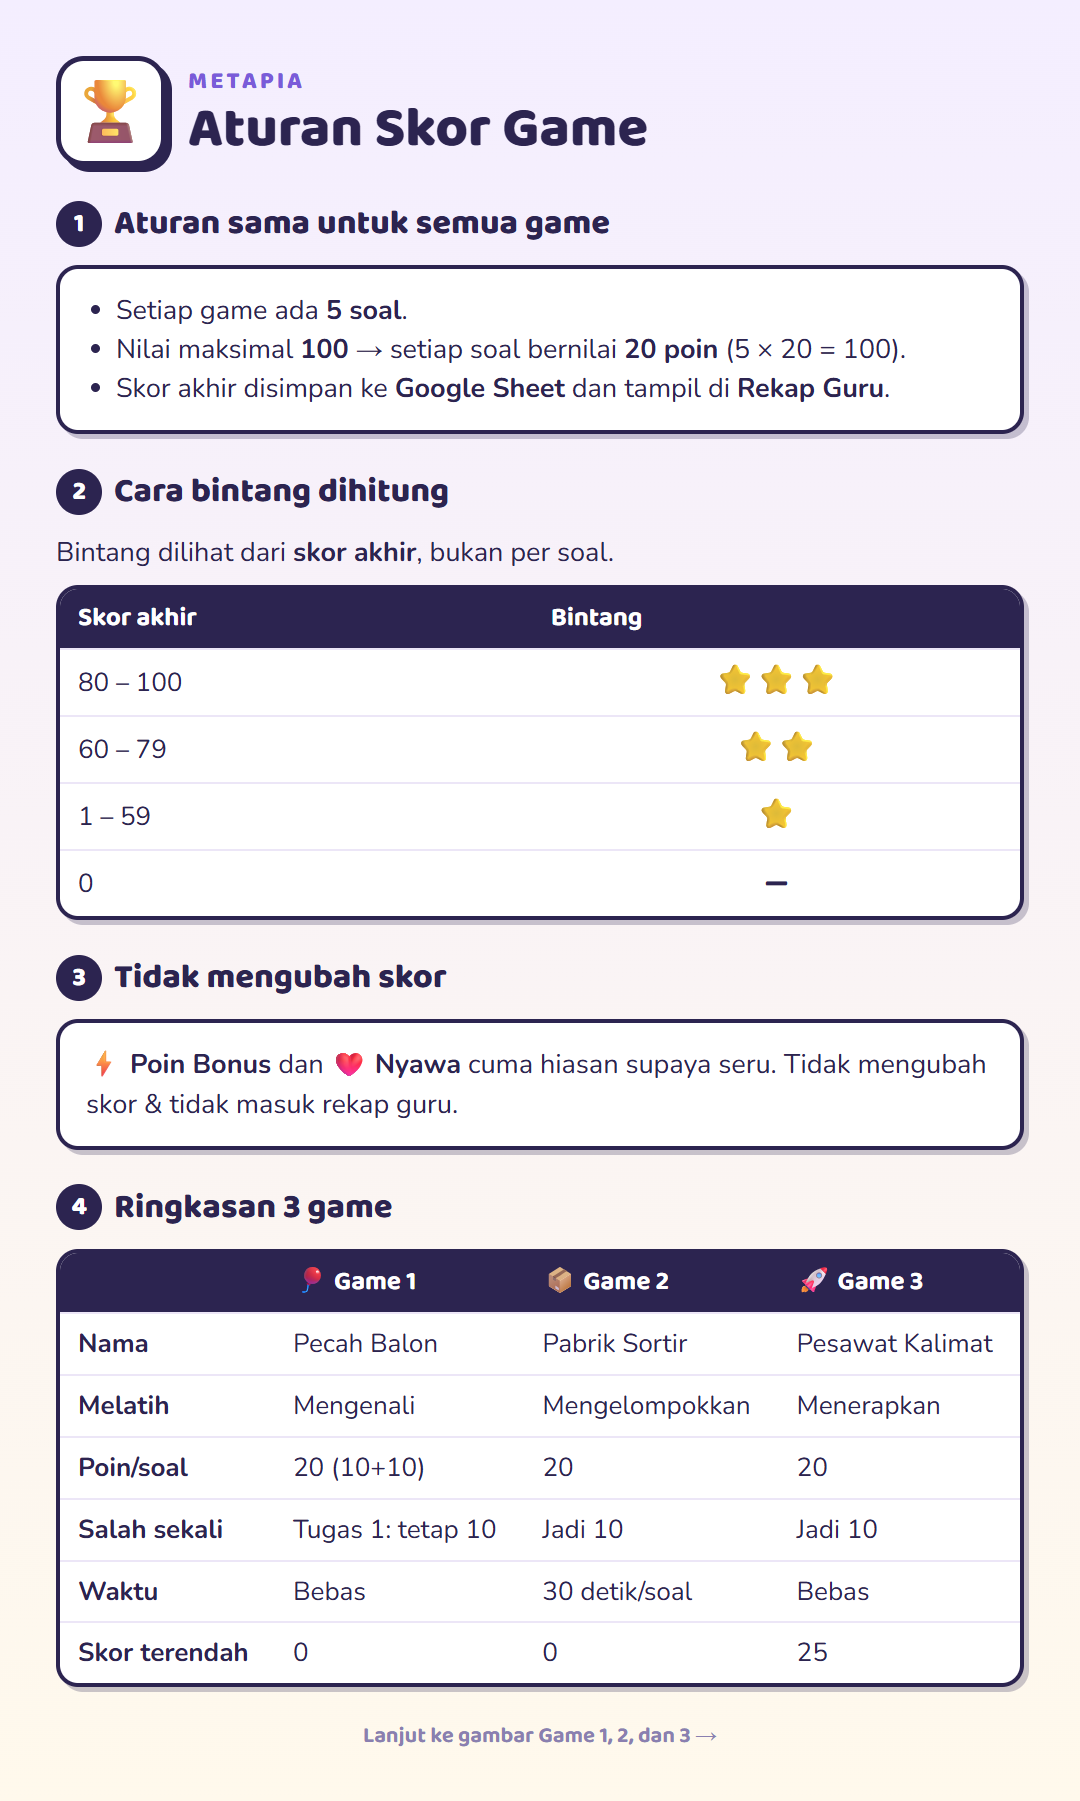 METAPIA
Aturan Skor Game
1 Aturan sama untuk semua game
• Setiap game ada 5 soal.
• Nilai maksimal 100 → setiap soal bernilai 20 poin (5 × 20 = 100).
• Skor akhir disimpan ke Google Sheet dan tampil di Rekap Guru.
2 Cara bintang dihitung
Bintang dilihat dari skor akhir, bukan per soal.
Skor akhir Bintang
80 – 100 ⭐⭐⭐
60 – 79 ⭐⭐
1 – 59 ⭐
0 –
3 Tidak mengubah skor
⚡ Poin Bonus dan ❤️ Nyawa cuma hiasan supaya seru. Tidak mengubah
skor & tidak masuk rekap guru.
4 Ringkasan 3 game
🎈 Game 1 📦 Game 2 🚀 Game 3
Nama Pecah Balon Pabrik Sortir Pesawat Kalimat
Melatih Mengenali Mengelompokkan Menerapkan
Poin/soal 20 (10+10) 20 20
Salah sekali Tugas 1: tetap 10 Jadi 10 Jadi 10
Waktu Bebas 30 detik/soal Bebas
Skor terendah 0 0 25
Lanjut ke gambar Game 1, 2, dan 3 →